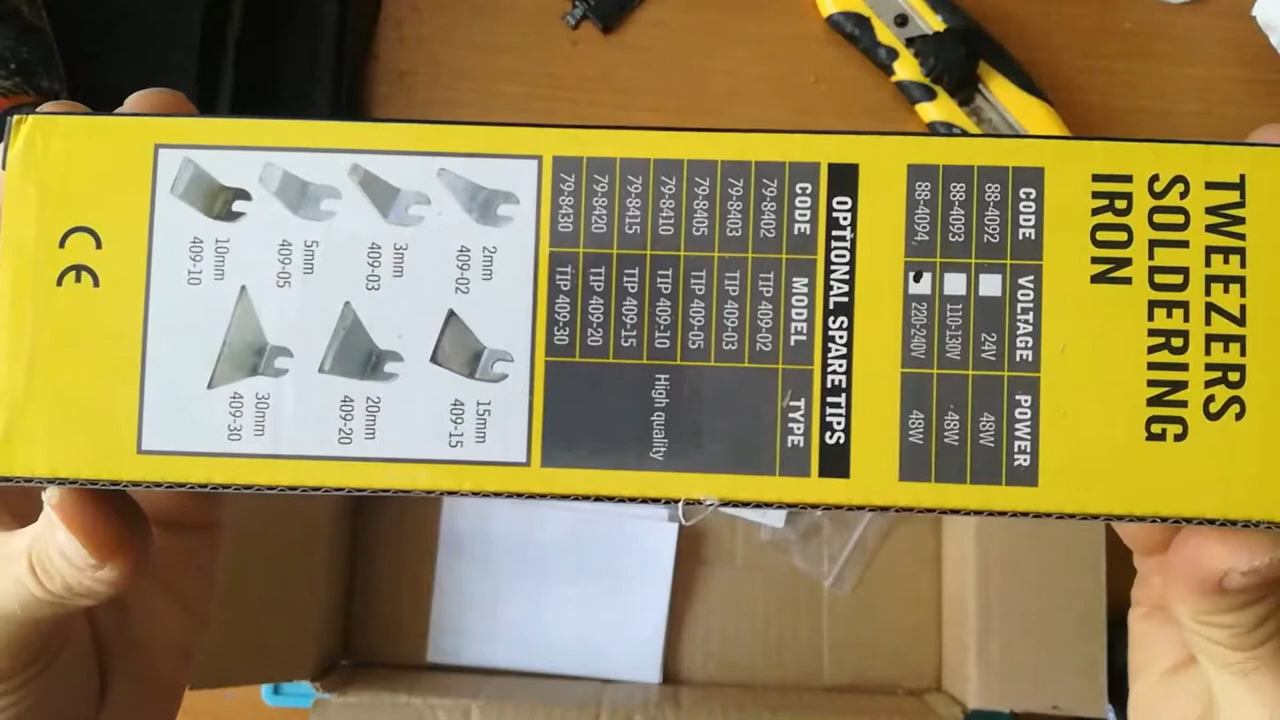 TWEEZERS
SOLDERING
IRON
CODE VOLTAGE POWER
88-4092 24V 48W
88-4093 110-130V 48W
88-4094 220-240V 48W
OPTIONAL SPARE TIPS
CODE MODEL TYPE
79-8402 TIP 409-02
79-8403 TIP 409-03
79-8405 TIP 409-05
79-8410 TIP 409-10 High quality
79-8415 TIP 409-15
79-8420 TIP 409-20
79-8430 TIP 409-30
2mm
409-02
15mm
409-15
3mm
409-03
20mm
409-20
5mm
409-05
30mm
409-30
10mm
409-10
CE